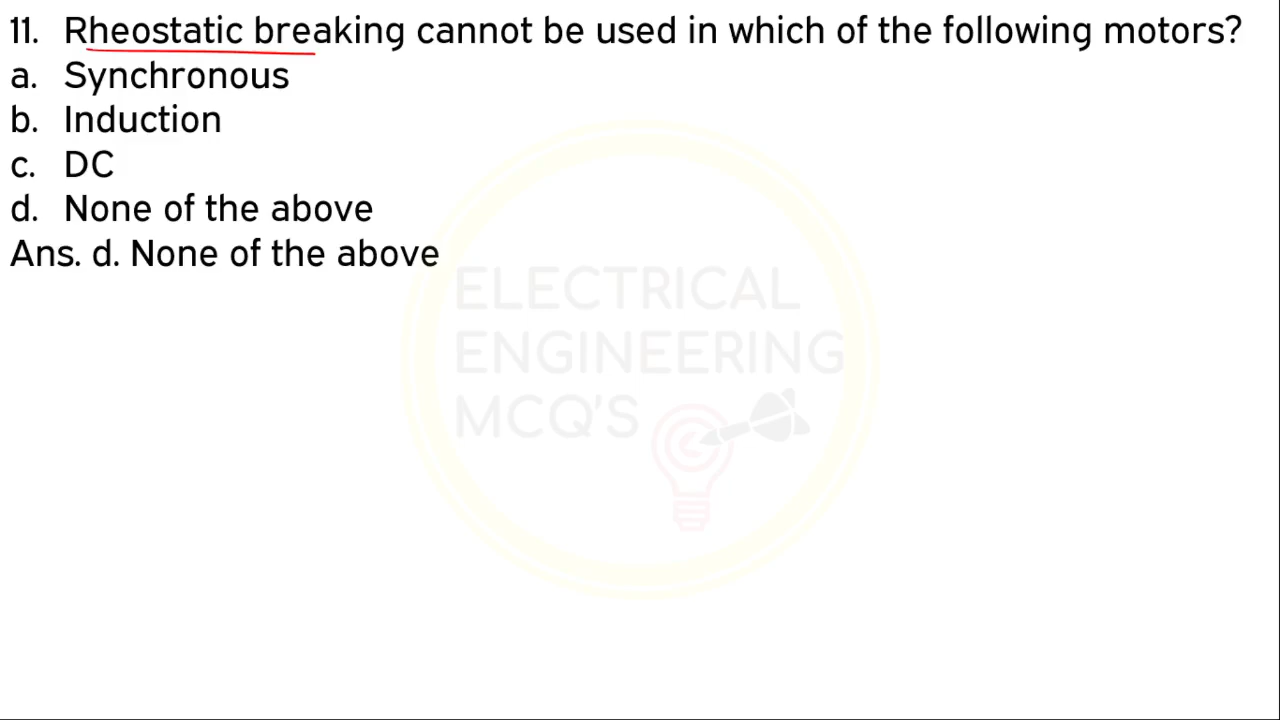 11. Rheostatic breaking cannot be used in which of the following motors?
a. Synchronous
b. Induction
c. DC
d. None of the above
Ans. d. None of the above
ELECTRICAL
ENGINEERING
MCQ'S